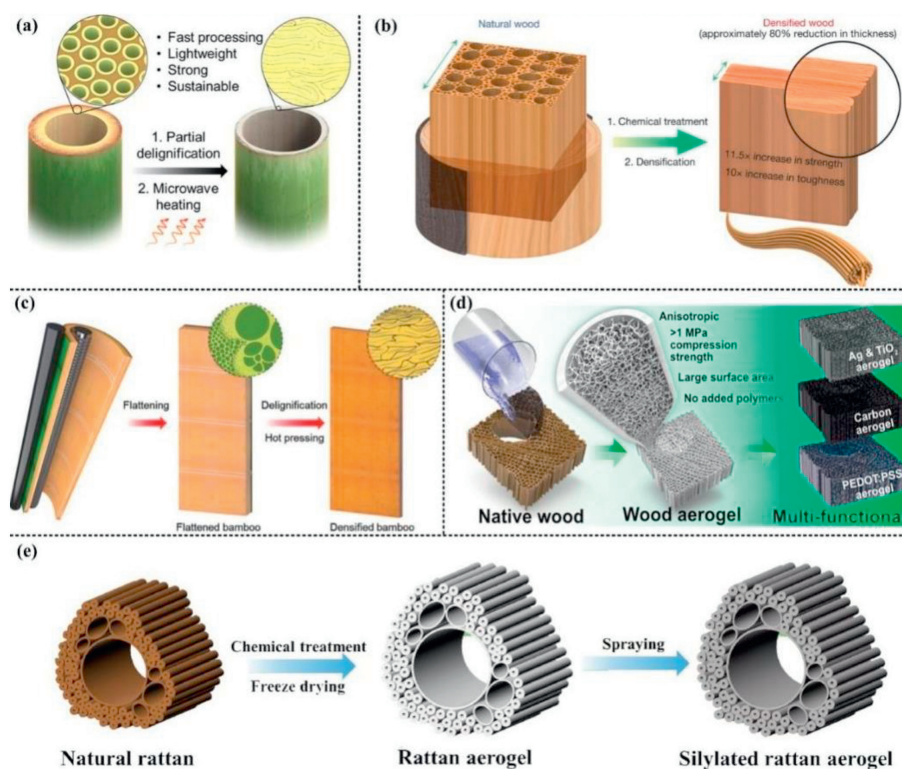 (a)
• Fast processing
• Lightweight
• Strong
• Sustainable
1. Partial
delignification
2. Microwave
heating
(b)
Natural wood
Densified wood
(approximately 80% reduction in thickness)
1. Chemical treatment
2. Densification
11.5× increase in strength
10× increase in toughness
(c)
Flattening
Delignification
Hot pressing
Flattened bamboo
Densified bamboo
(d)
Anisotropic
>1 MPa
compression
strength
Large surface area
No added polymers
Ag & TiO2
aerogel
Carbon
aerogel
PEDOT:PSS
aerogel
Native wood
Wood aerogel
Multi-functional
(e)
Chemical treatment
Freeze drying
Spraying
Natural rattan
Rattan aerogel
Silylated rattan aerogel